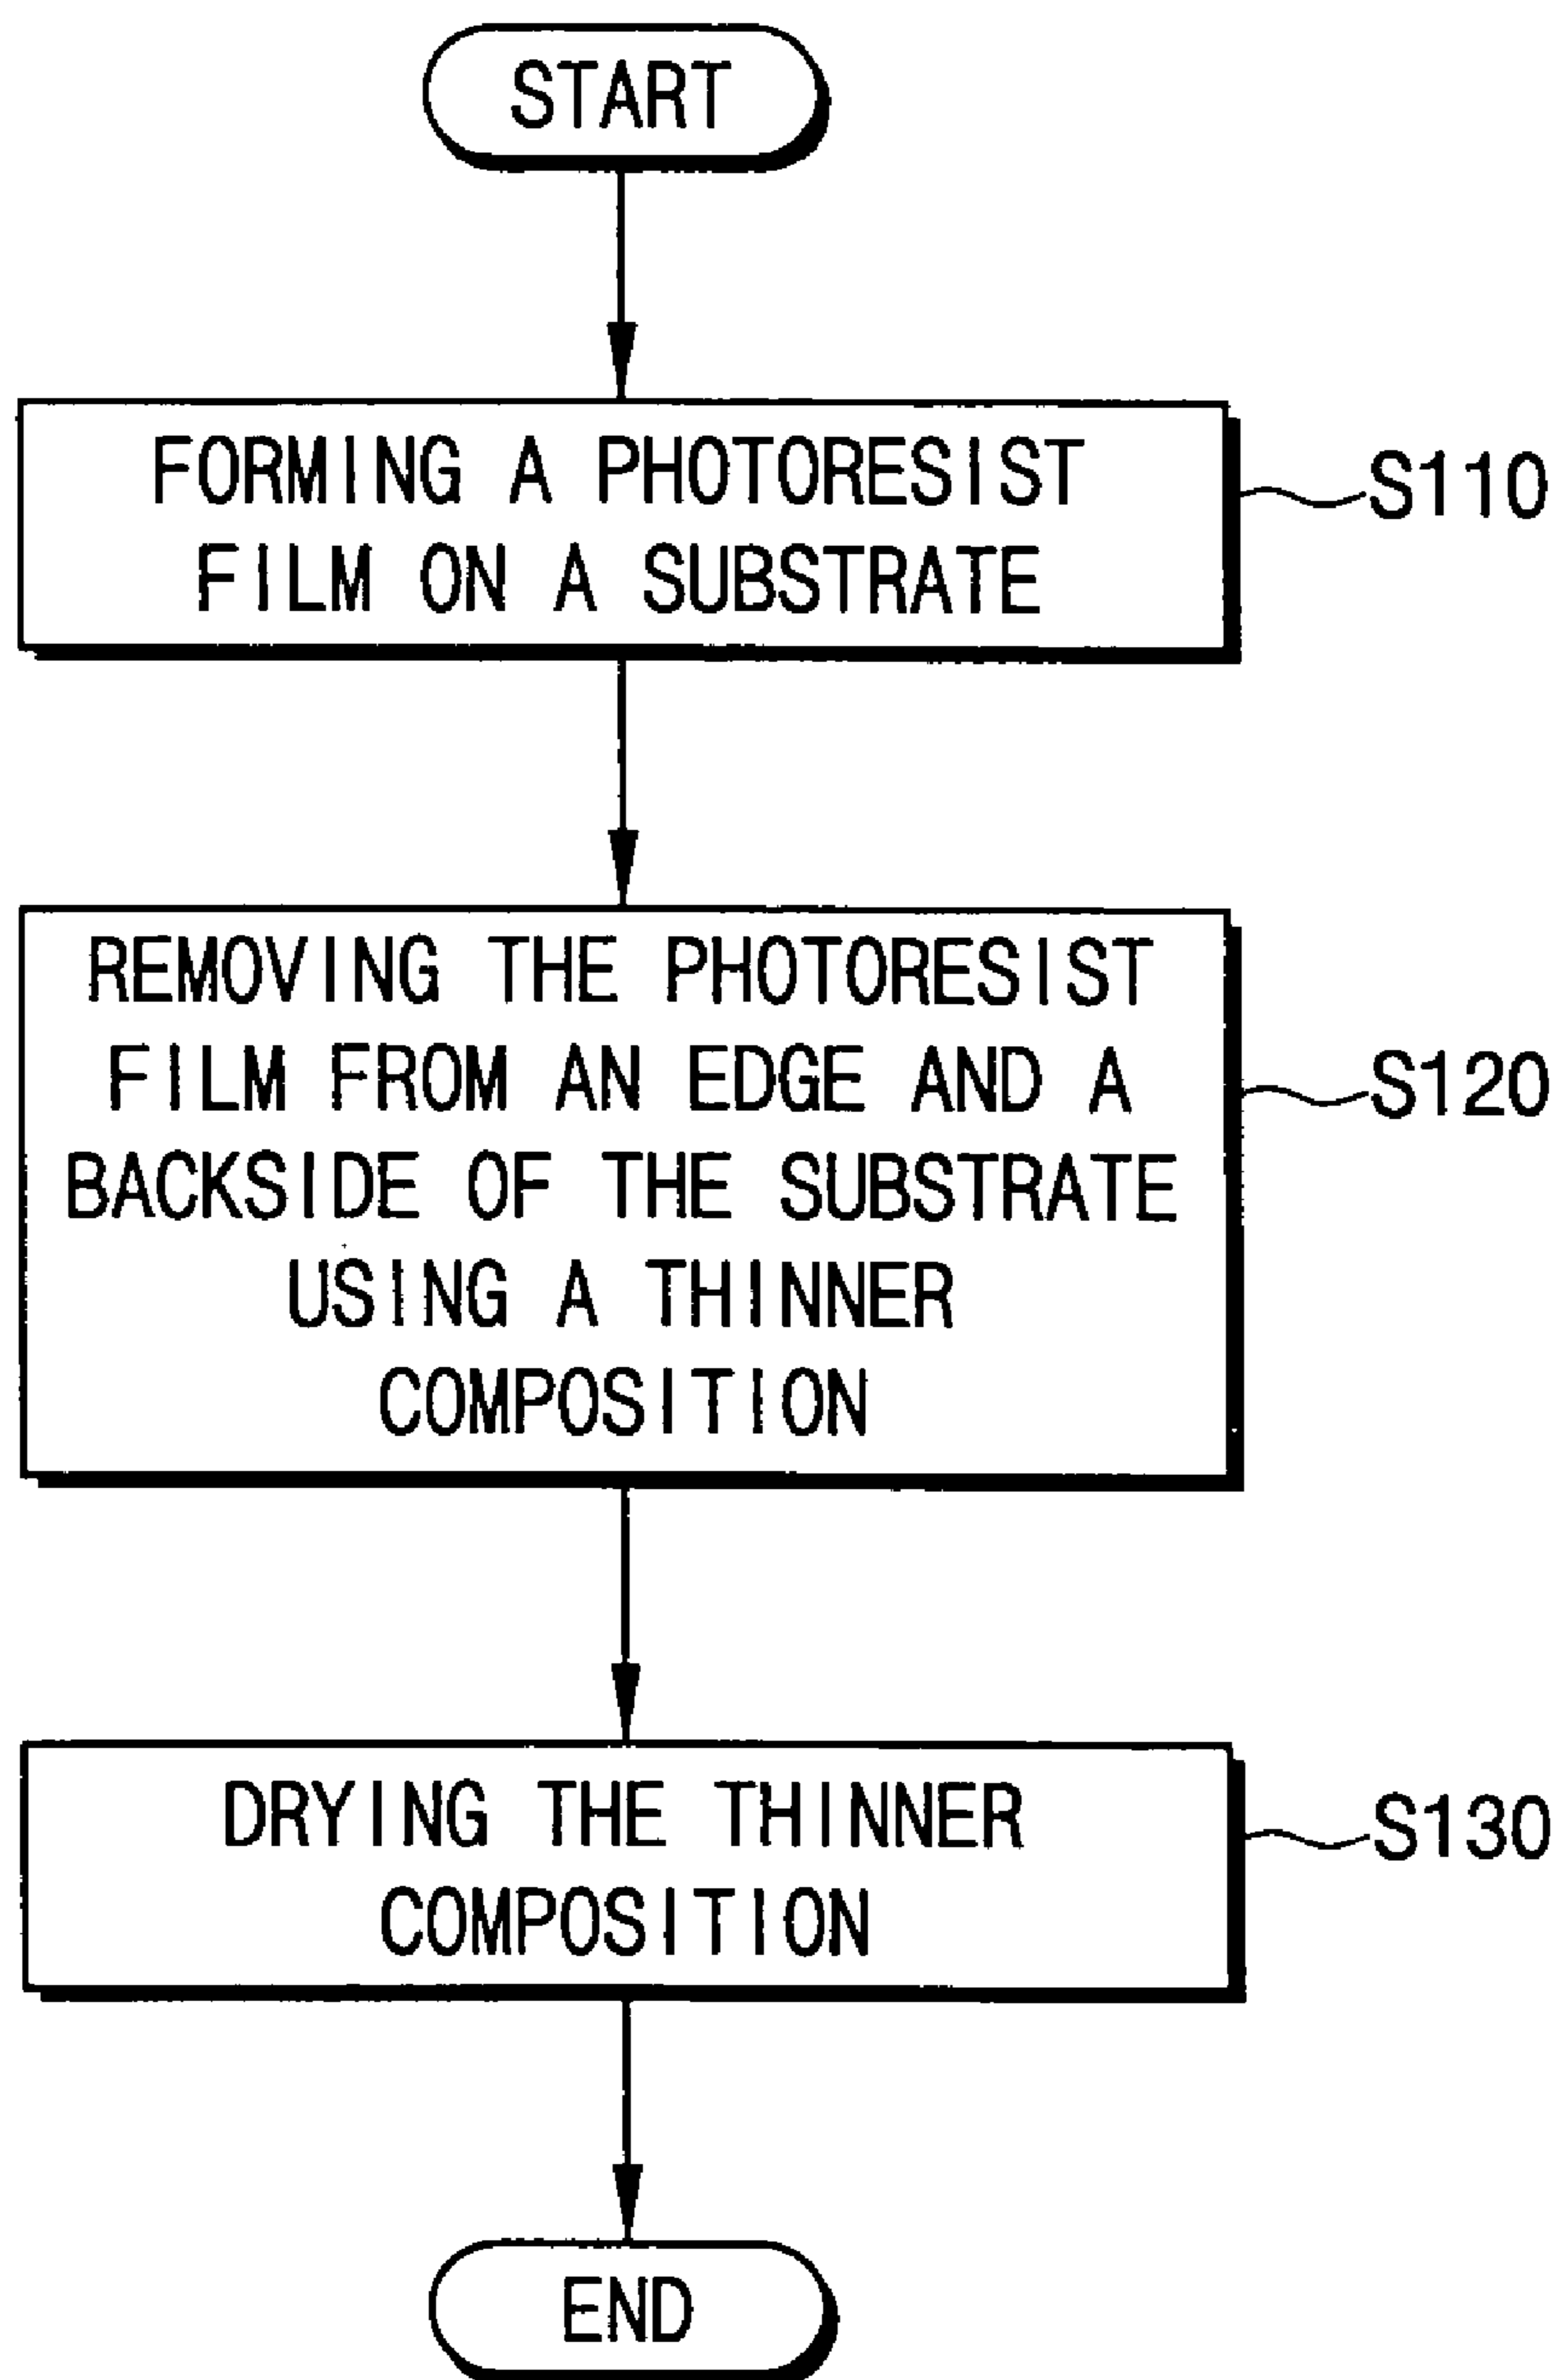 START
FORMING A PHOTORESIST
FILM ON A SUBSTRATE
S110
REMOVING THE PHOTORESIST
FILM FROM AN EDGE AND A
BACKSIDE OF THE SUBSTRATE
USING A THINNER
COMPOSITION
S120
DRYING THE THINNER
COMPOSITION
S130
END